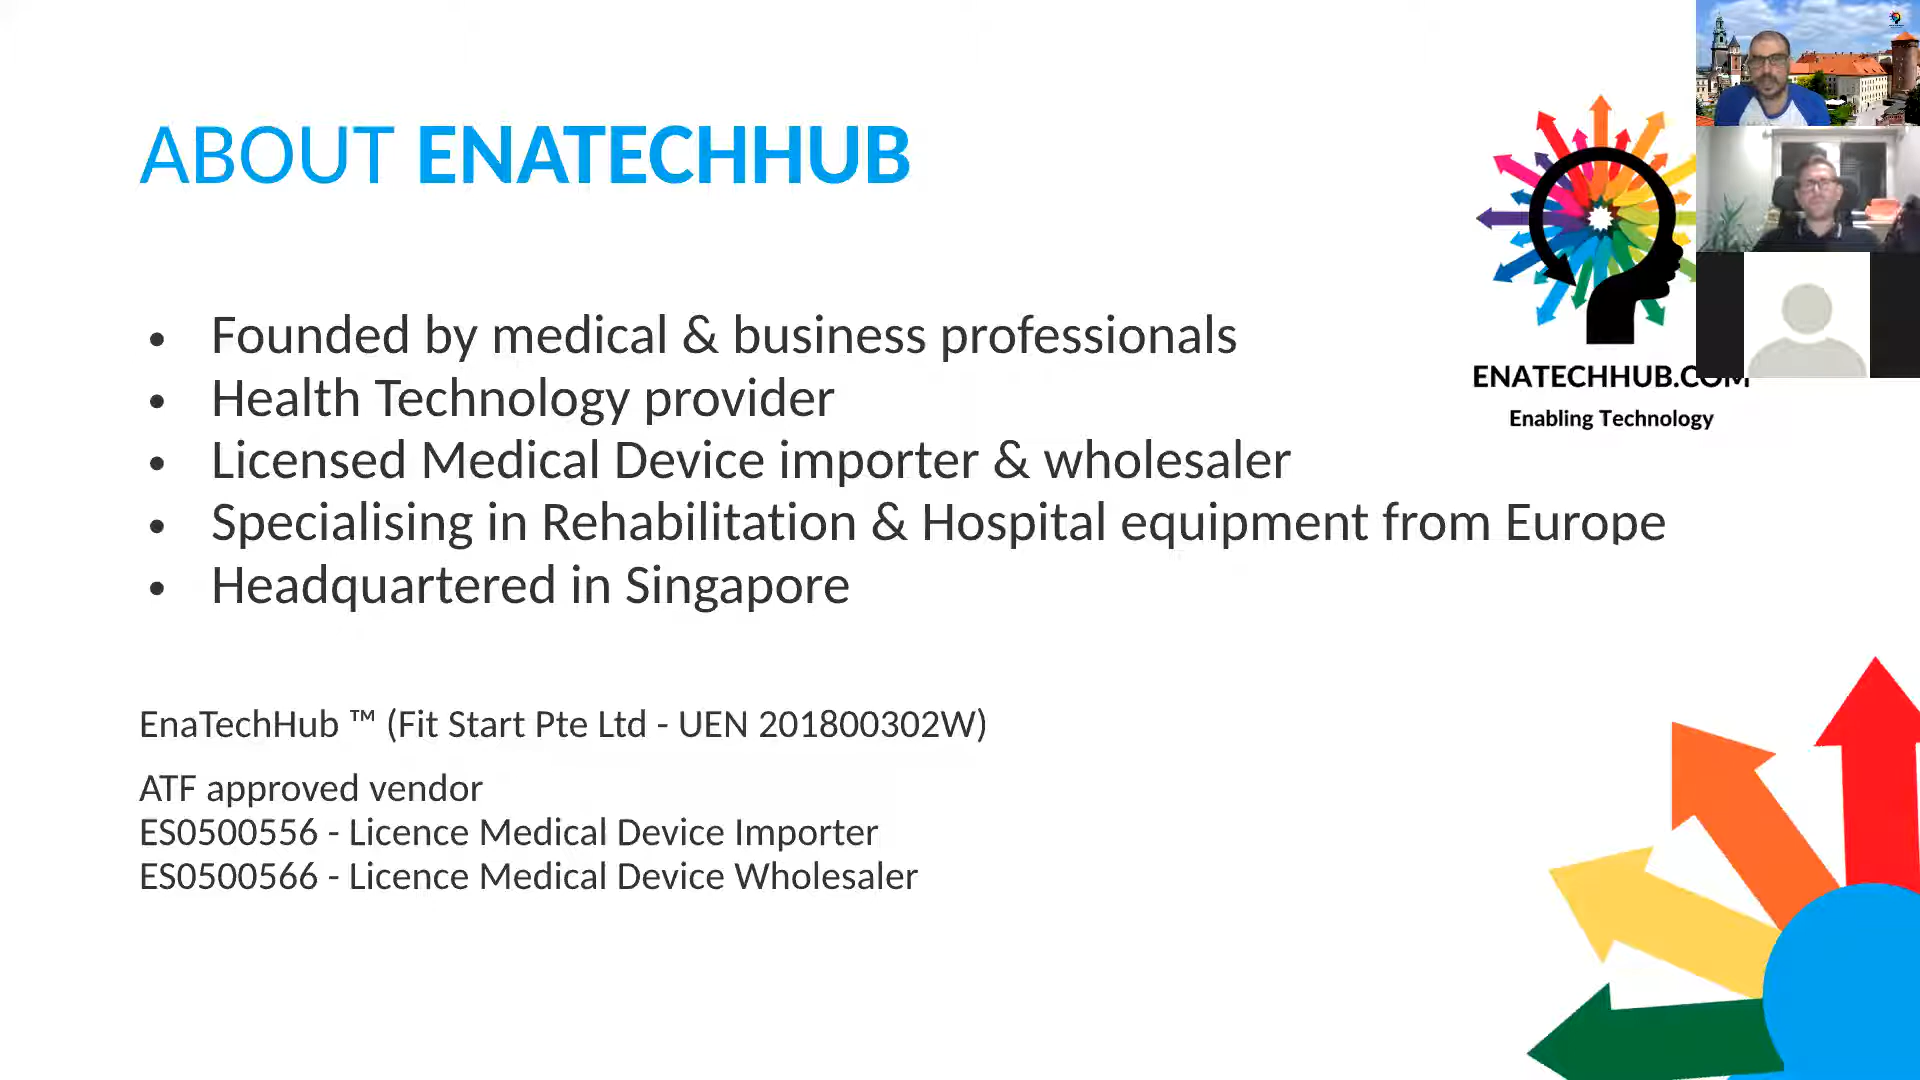 ABOUT ENATECHHUB
• Founded by medical & business professionals
• Health Technology provider
• Licensed Medical Device importer & wholesaler
• Specialising in Rehabilitation & Hospital equipment from Europe
• Headquartered in Singapore
EnaTechHub ™ (Fit Start Pte Ltd - UEN 201800302W)
ATF approved vendor
ES0500556 - Licence Medical Device Importer
ES0500566 - Licence Medical Device Wholesaler
ENATECHHUB.COM
Enabling Technology